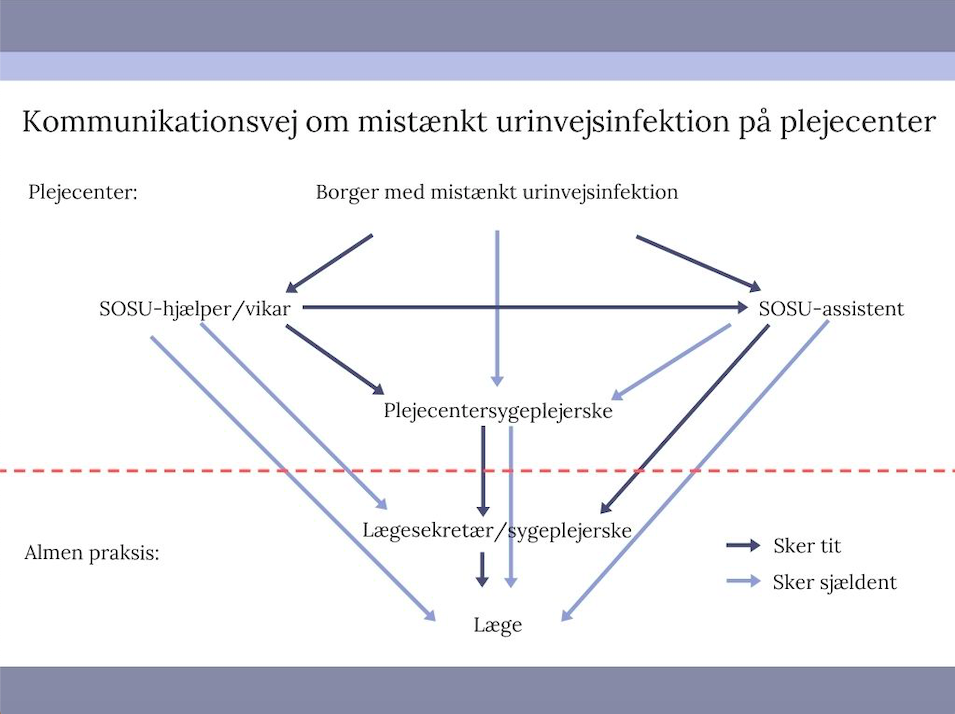 Kommunikationsvej om mistænkt urinvejsinfektion på plejecenter
Plejecenter:
Borger med mistænkt urinvejsinfektion
SOSU-hjælper/vikar
SOSU-assistent
Plejecentersygeplejerske
Lægesekretær/sygeplejerske
Almen praksis:
Sker tit
Sker sjældent
Læge